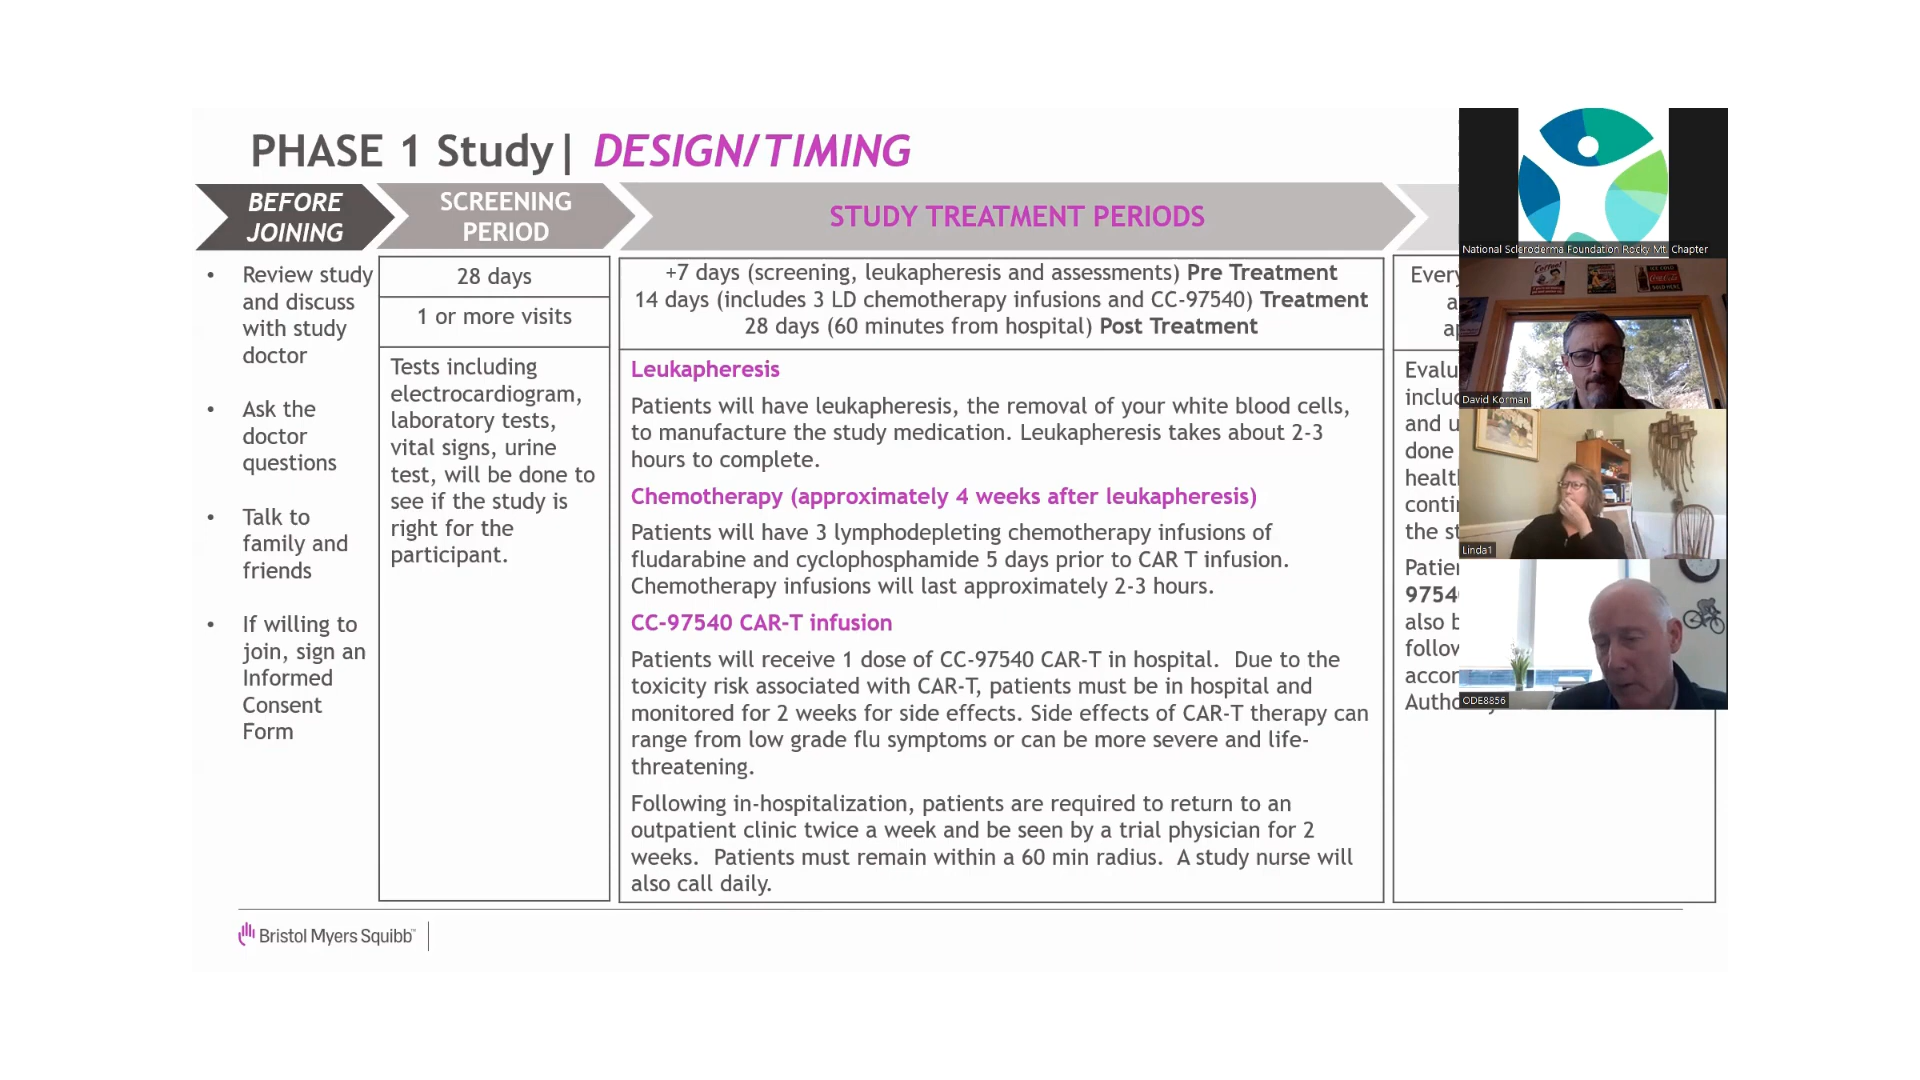 PHASE 1 Study| DESIGN/TIMING
BEFORE
JOINING
SCREENING
PERIOD
STUDY TREATMENT PERIODS
• Review study
and discuss
with study
doctor
• Ask the
doctor
questions
• Talk to
family and
friends
• If willing to
join, sign an
Informed
Consent
Form
28 days
1 or more visits
Tests including
electrocardiogram,
laboratory tests,
vital signs, urine
test, will be done to
see if the study is
right for the
participant.
+7 days (screening, leukapheresis and assessments) Pre Treatment
14 days (includes 3 LD chemotherapy infusions and CC-97540) Treatment
28 days (60 minutes from hospital) Post Treatment
Leukapheresis
Patients will have leukapheresis, the removal of your white blood cells,
to manufacture the study medication. Leukapheresis takes about 2-3
hours to complete.
Chemotherapy (approximately 4 weeks after leukapheresis)
Patients will have 3 lymphodepleting chemotherapy infusions of
fludarabine and cyclophosphamide 5 days prior to CAR T infusion.
Chemotherapy infusions will last approximately 2-3 hours.
CC-97540 CAR-T infusion
Patients will receive 1 dose of CC-97540 CAR-T in hospital. Due to the
toxicity risk associated with CAR-T, patients must be in hospital and
monitored for 2 weeks for side effects. Side effects of CAR-T therapy can
range from low grade flu symptoms or can be more severe and life-
threatening.
Following in-hospitalization, patients are required to return to an
outpatient clinic twice a week and be seen by a trial physician for 2
weeks. Patients must remain within a 60 min radius. A study nurse will
also call daily.
Every
Evalu
inclu
and u
done
healt
conti
the st
Patie
9754
also b
follow
accor
Autho
National Scleroderma Foundation Rocky Mt. Chapter
David Korman
Linda1
ODE8856
Bristol Myers Squibb™